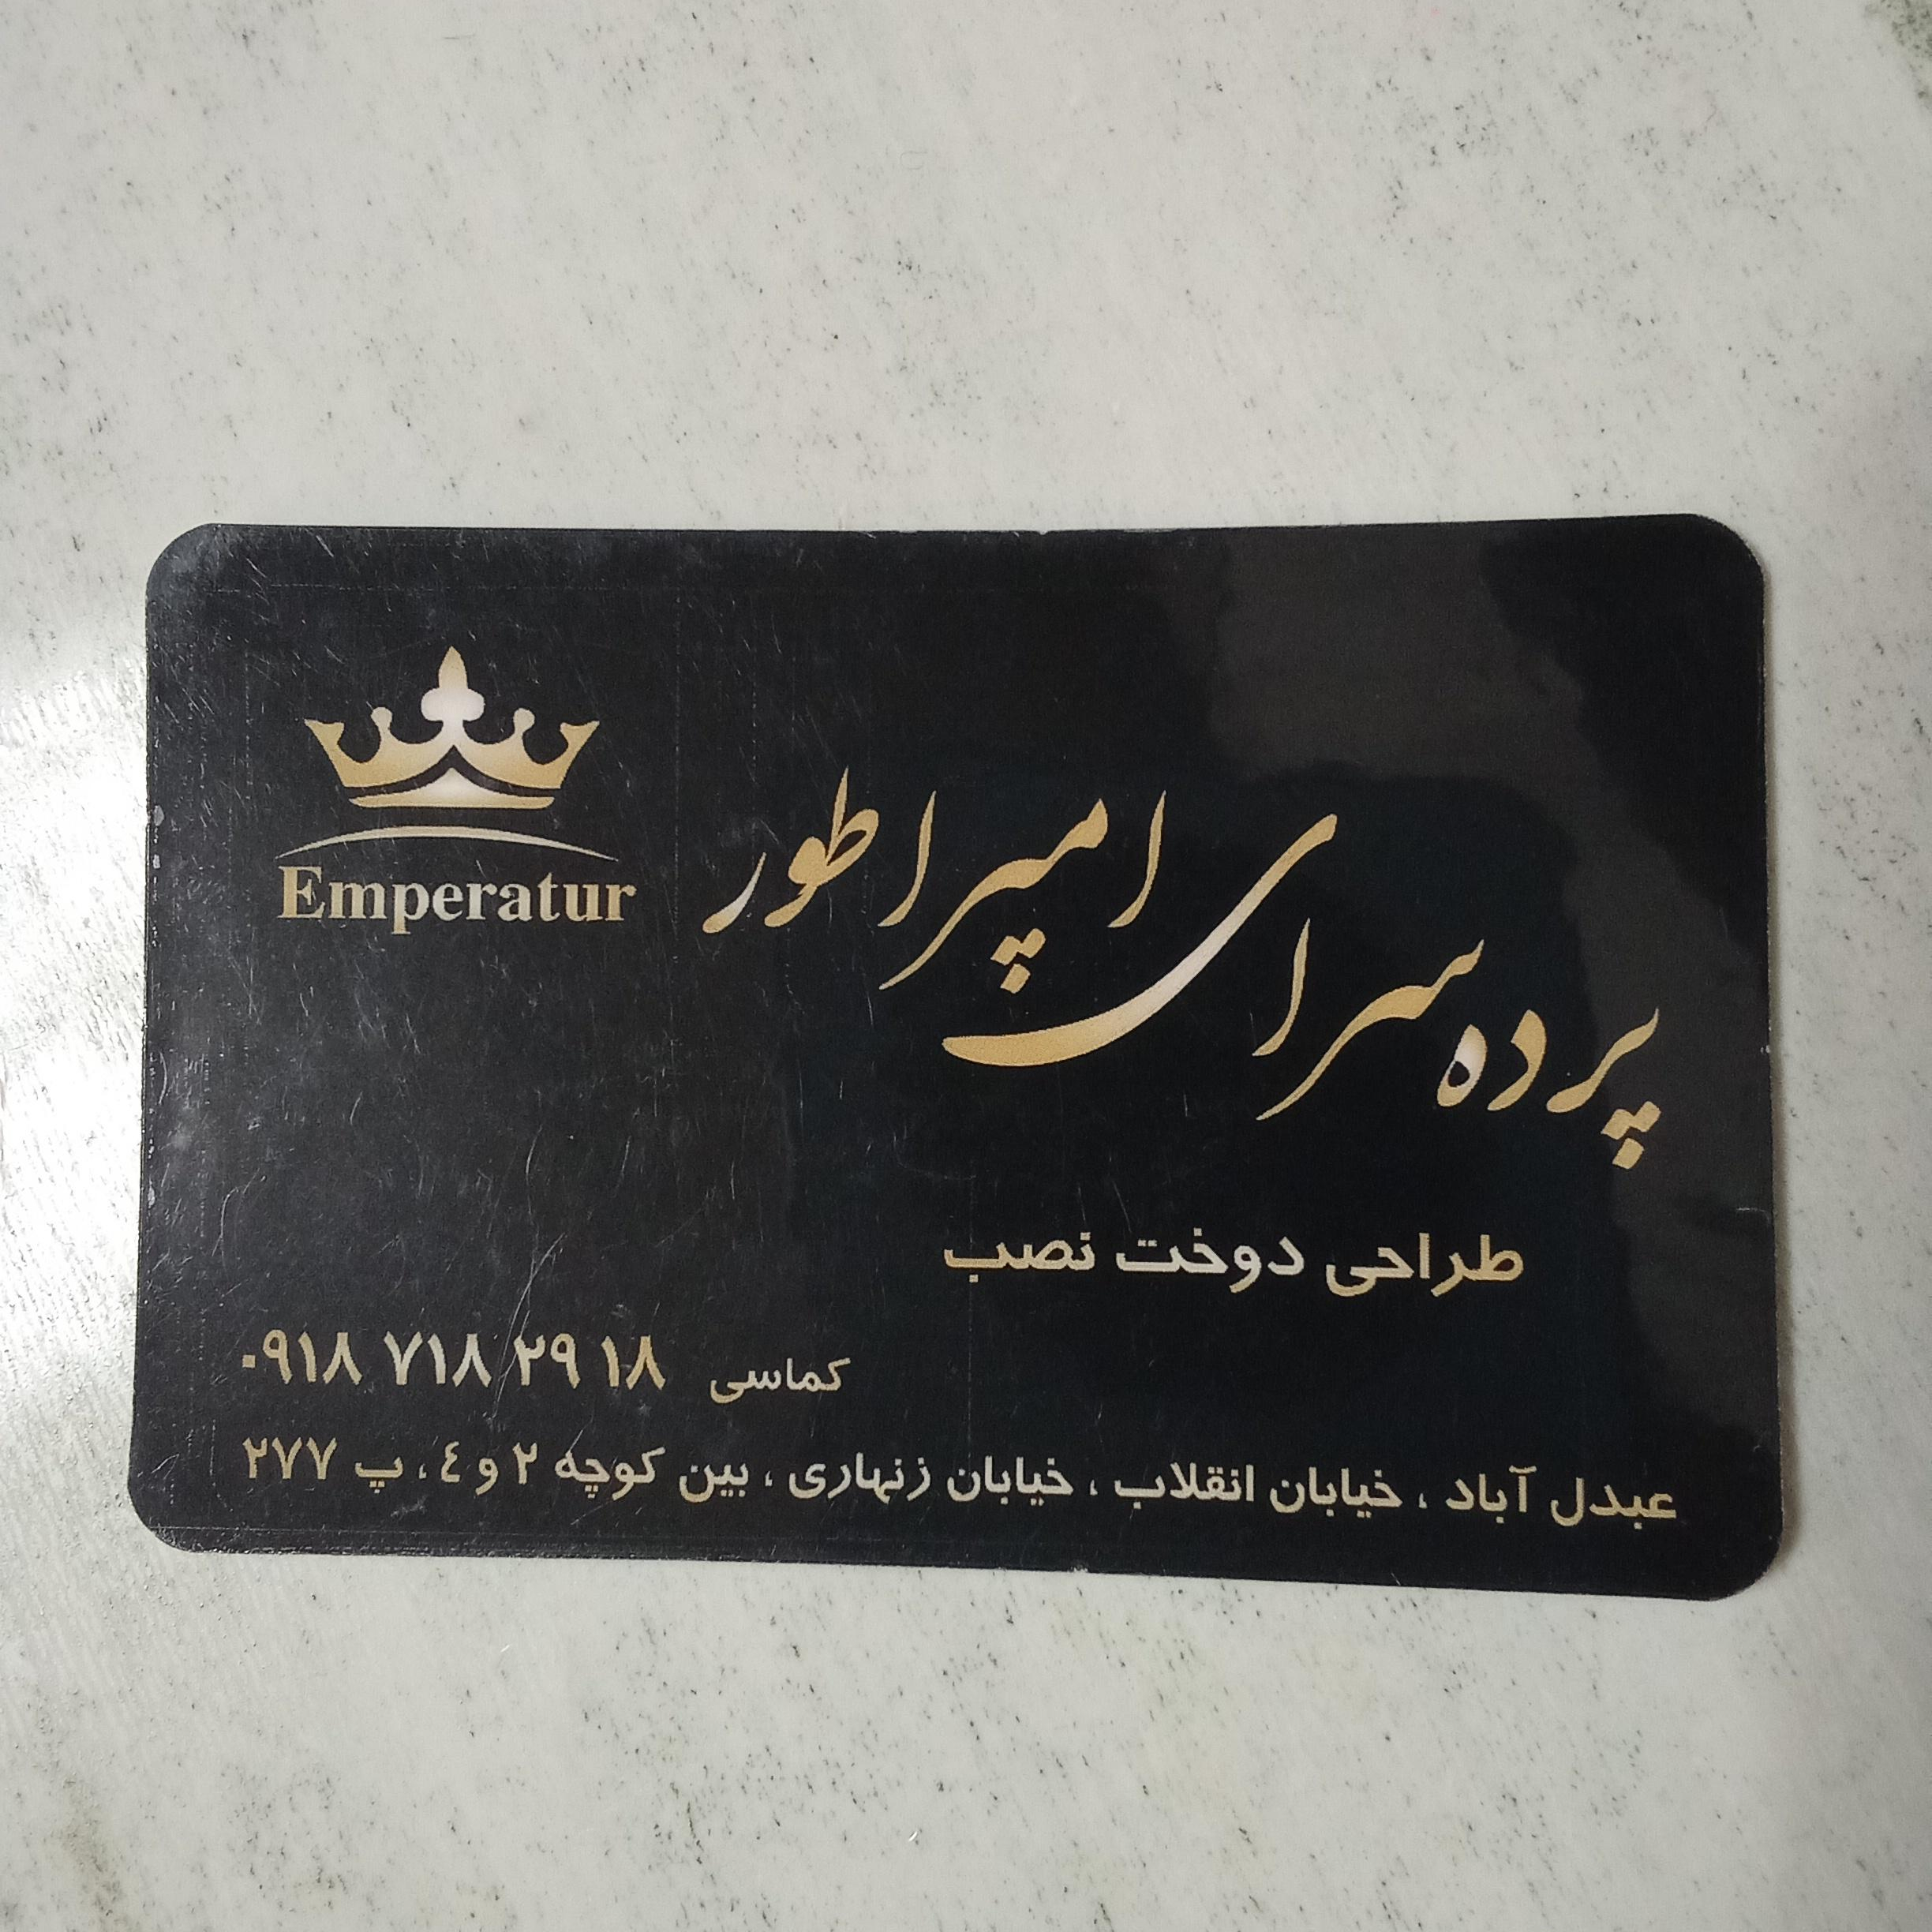 Emperatur
پرده سرای امپراطور
طراحی دوخت نصب
کماسی ۰۹۱۸ ۷۱۸ ۲۹ ۱۸
عبدل آباد ، خیابان انقلاب ، خیابان زنهاری ، بین کوچه ۲ و ٤ ، پ ۲۷۷